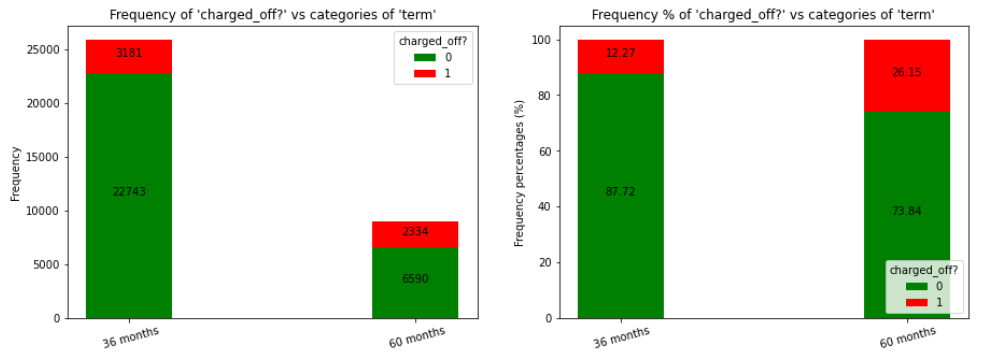 Frequency of 'charged_off?' vs categories of 'term'
Frequency
25000
20000
15000
10000
5000
0
3181
22743
2334
6590
charged_off?
0
1
36 months
60 months
Frequency % of 'charged_off?' vs categories of 'term'
Frequency percentages (%)
100
80
60
40
20
0
12.27
87.72
26.15
73.84
charged_off?
0
1
36 months
60 months